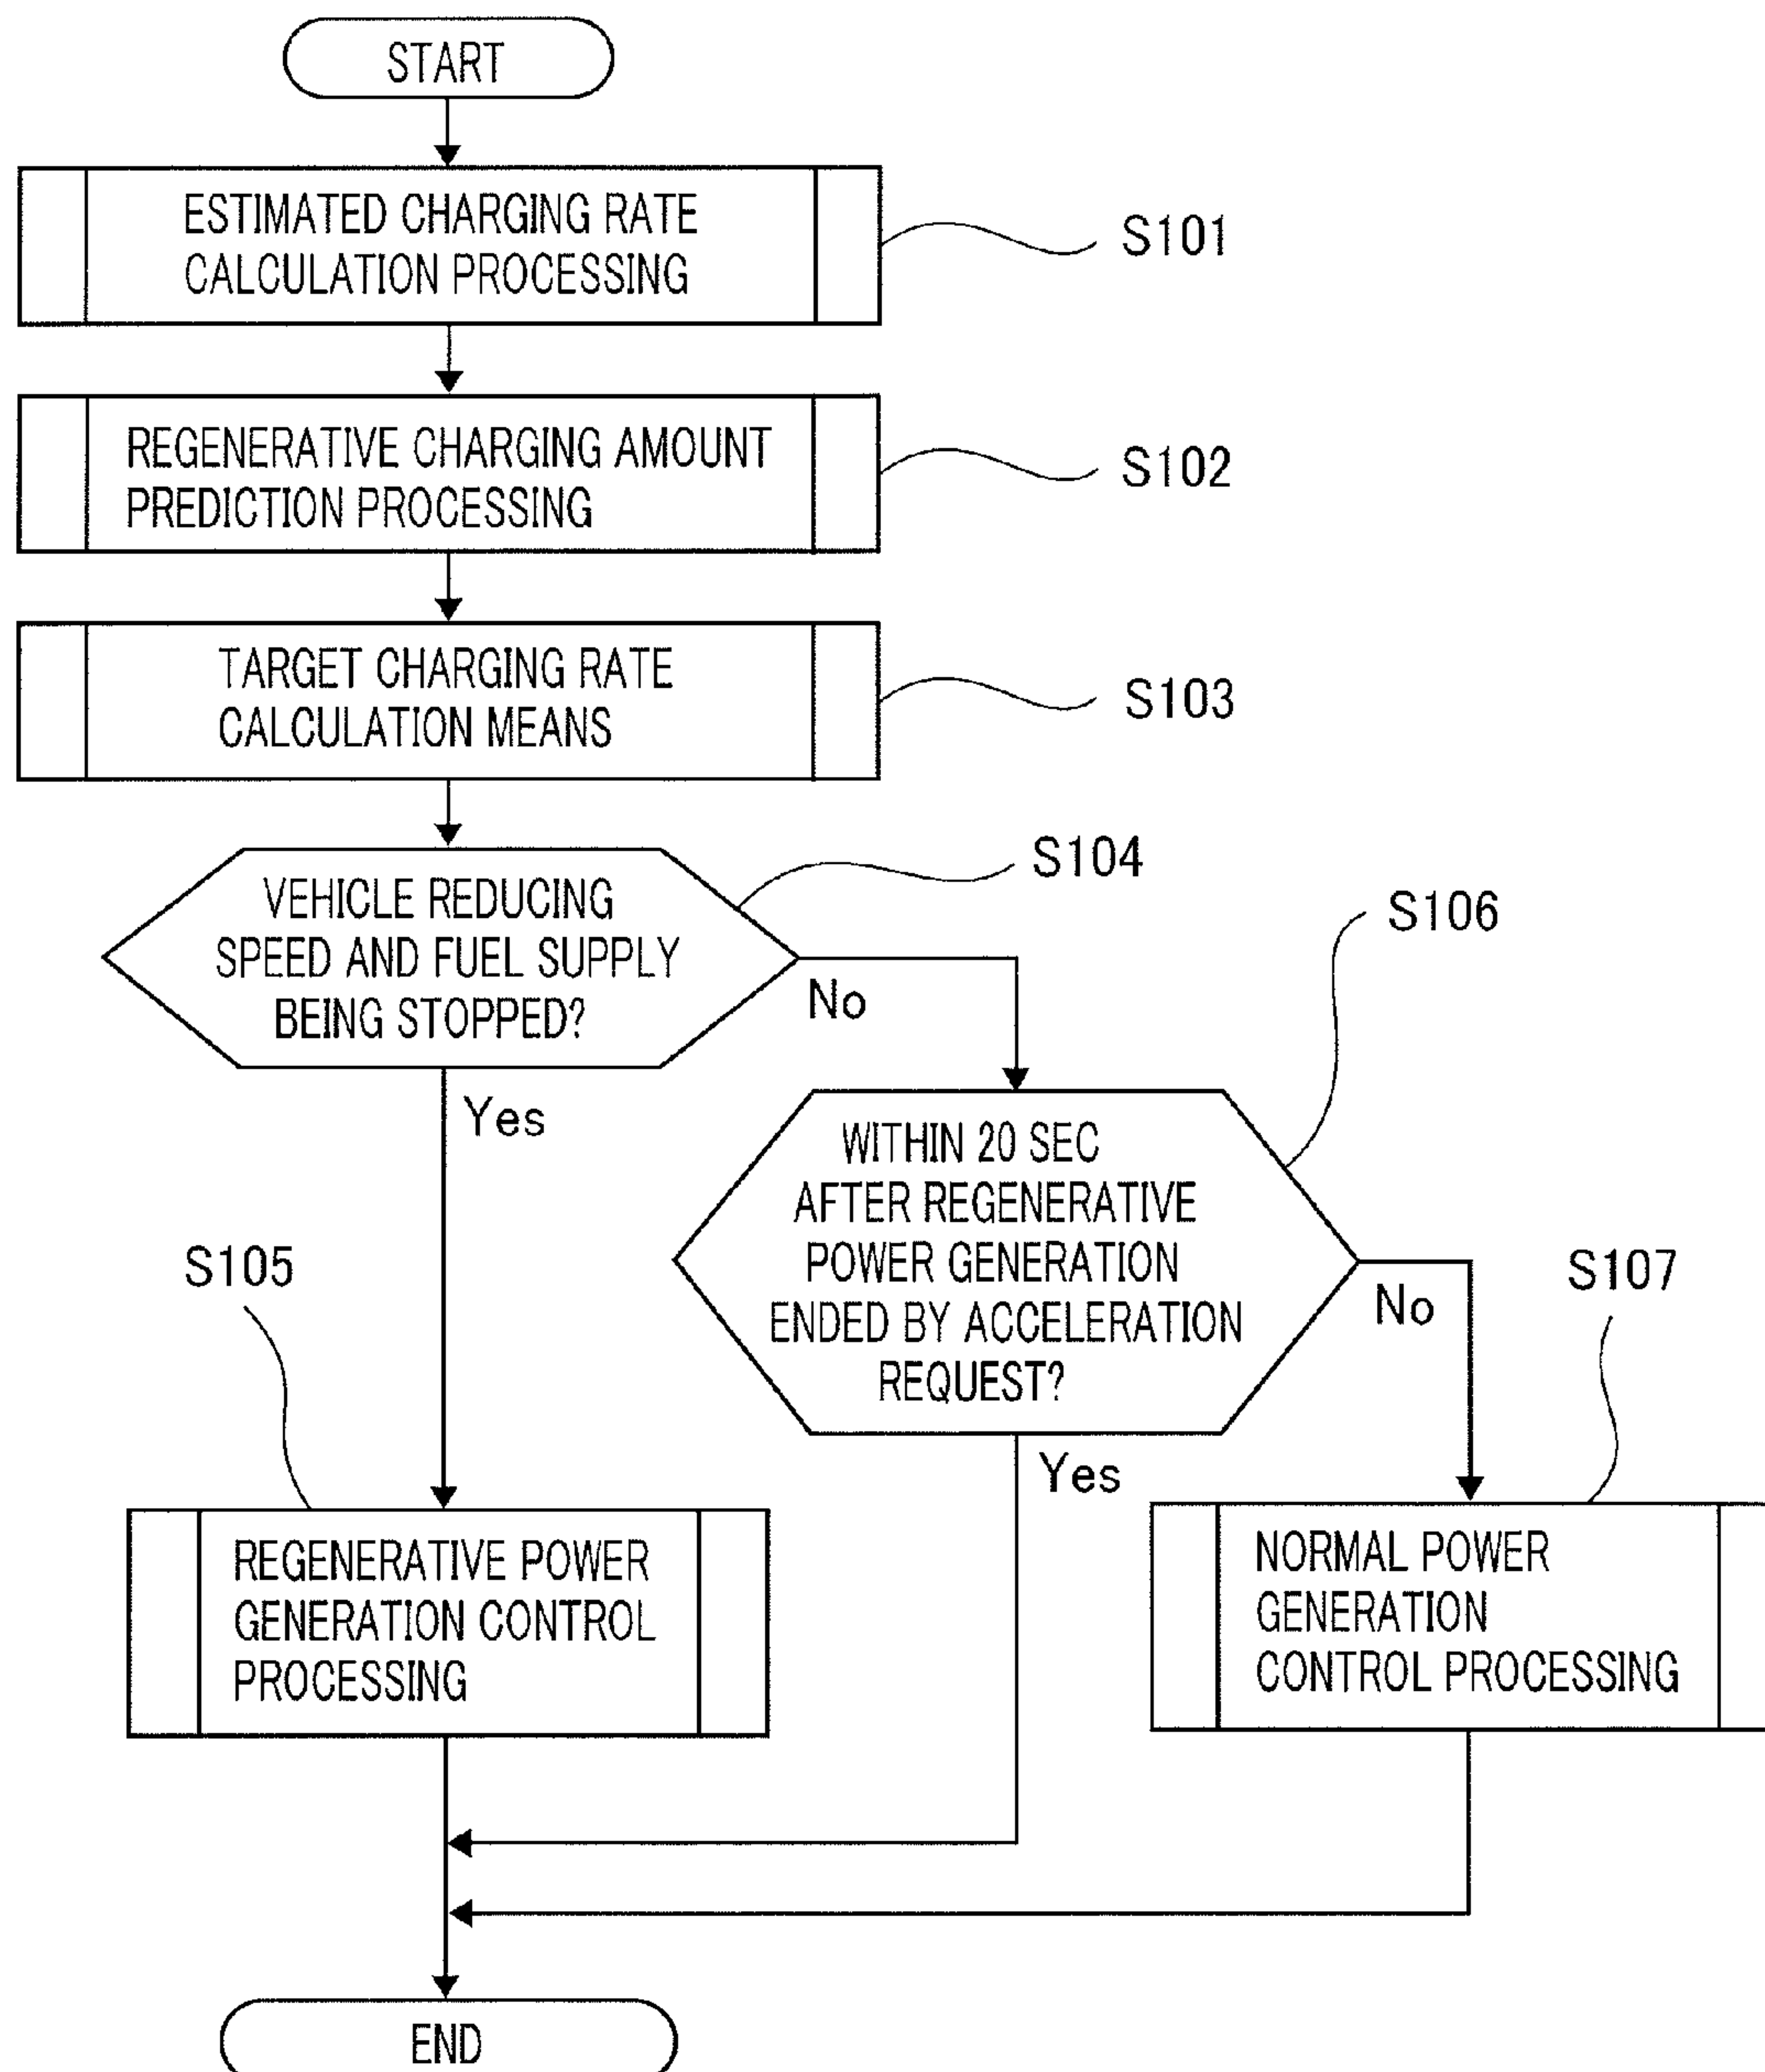 START
ESTIMATED CHARGING RATE
CALCULATION PROCESSING
S101
REGENERATIVE CHARGING AMOUNT
PREDICTION PROCESSING
S102
TARGET CHARGING RATE
CALCULATION MEANS
S103
VEHICLE REDUCING
SPEED AND FUEL SUPPLY
BEING STOPPED?
S104
No
Yes
WITHIN 20 SEC
AFTER REGENERATIVE
POWER GENERATION
ENDED BY ACCELERATION
REQUEST?
S106
No
Yes
S105
REGENERATIVE POWER
GENERATION CONTROL
PROCESSING
S107
NORMAL POWER
GENERATION
CONTROL PROCESSING
END